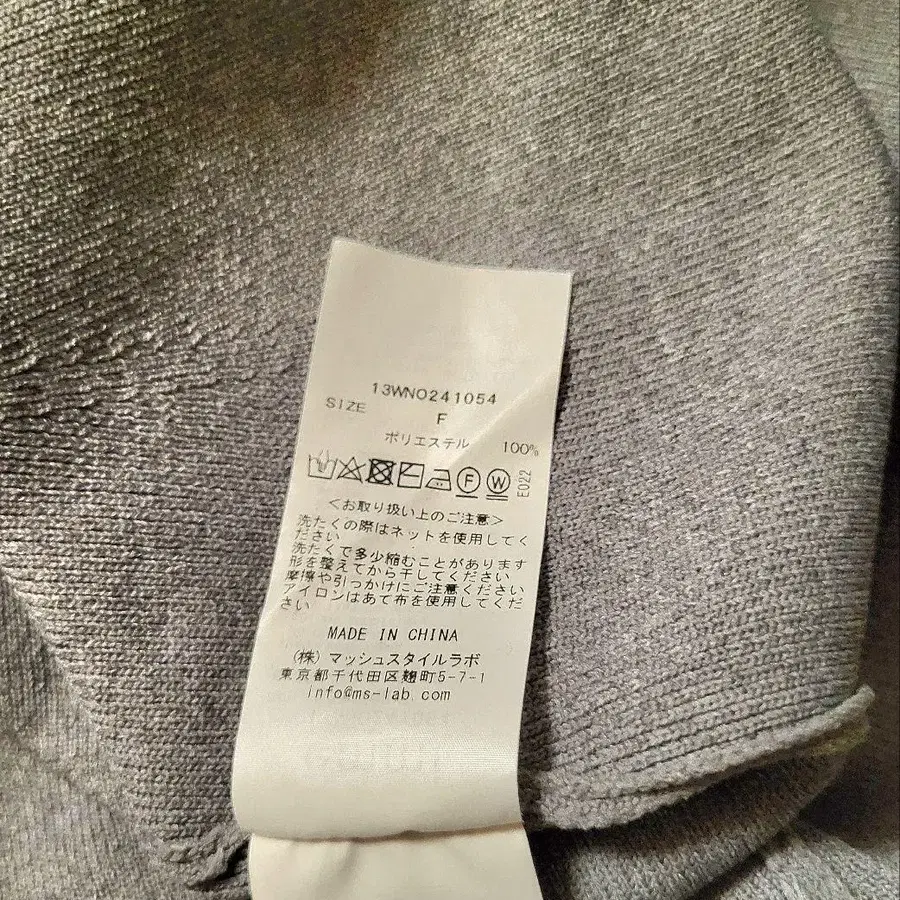 13WNO241054
SIZE
F
ポリエステル 100%
F W E022
<お取り扱い上のご注意>
洗たくの際はネットを使用してく
ださい
洗たくで多少縮むことがあります
形を整えてから干してください
摩擦や引っかけにご注意ください
アイロンはあて布を使用してくだ
さい
MADE IN CHINA
(株)マッシュスタイルラボ
東京都千代田区麹町5-7-1
info@ms-lab.com